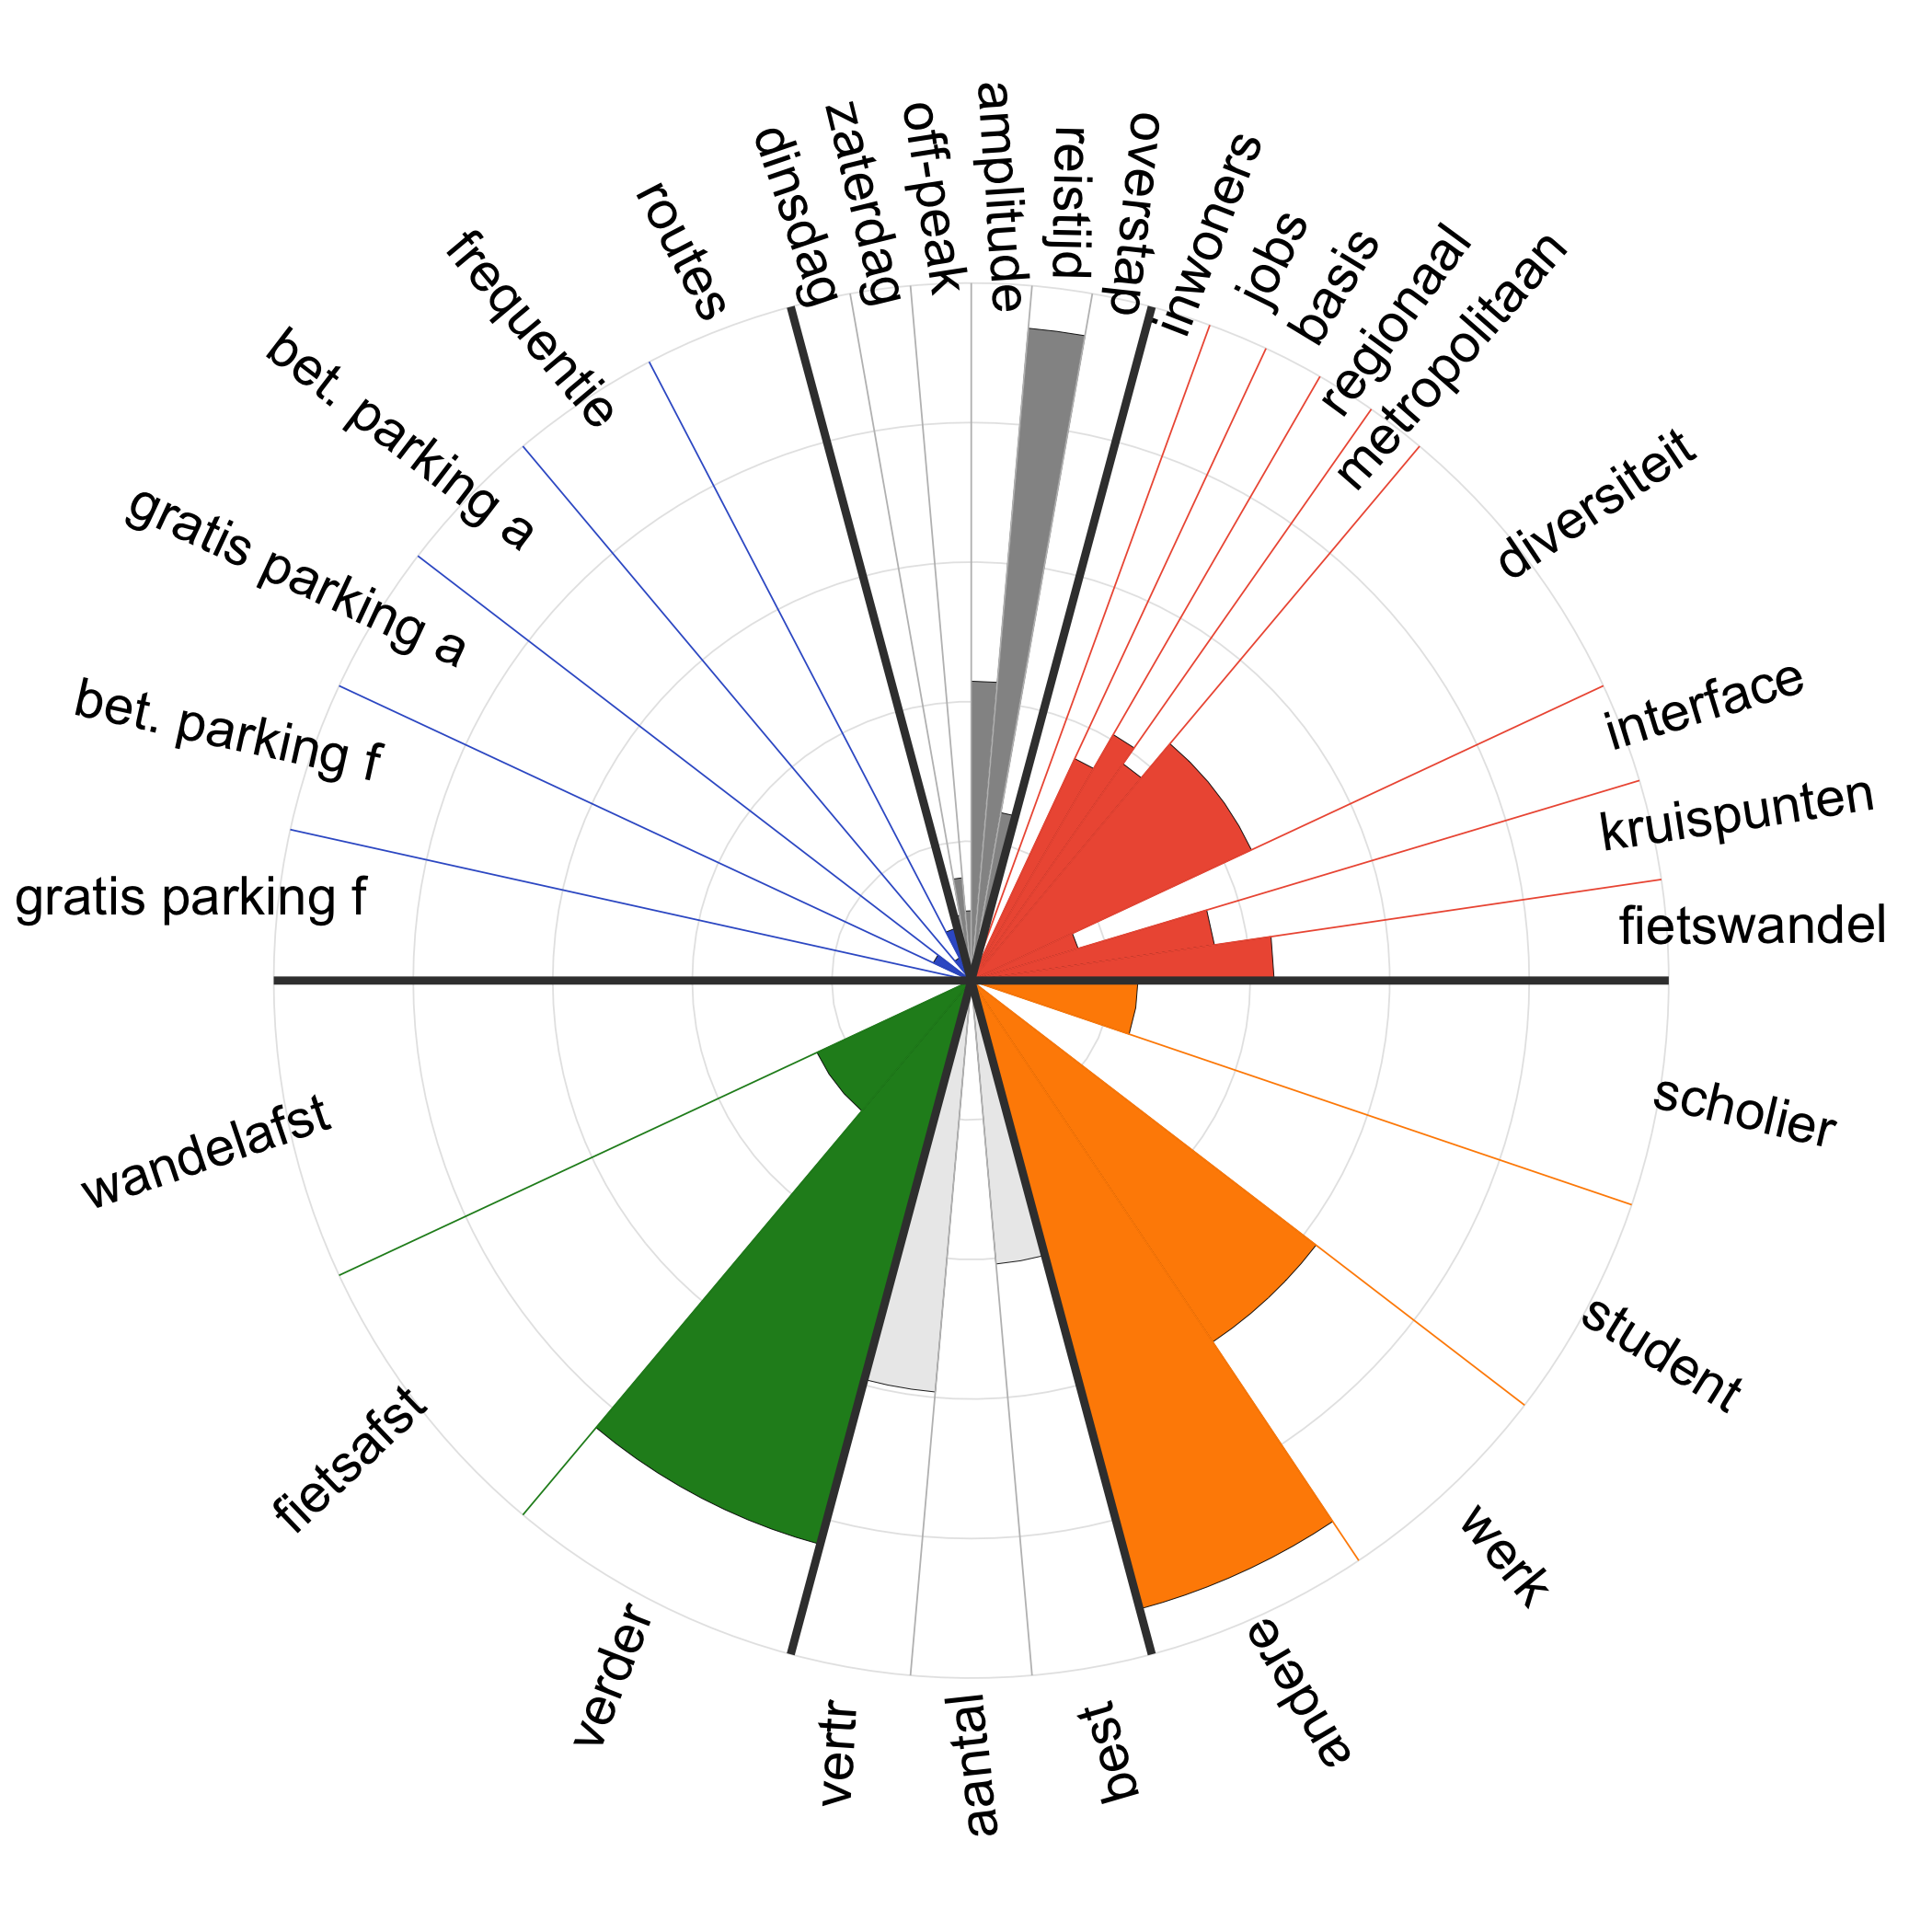 dinsdag
zaterdag
off-peak
amplitude
reistijd
overstap
inwoners
jobs
basis
regionaal
metropolitaan
diversiteit
interface
kruispunten
fietswandel
scholier
student
werk
andere
best
aantal
vertr
verder
fietsafst
wandelafst
gratis parking f
bet. parking f
gratis parking a
bet. parking a
frequentie
routes